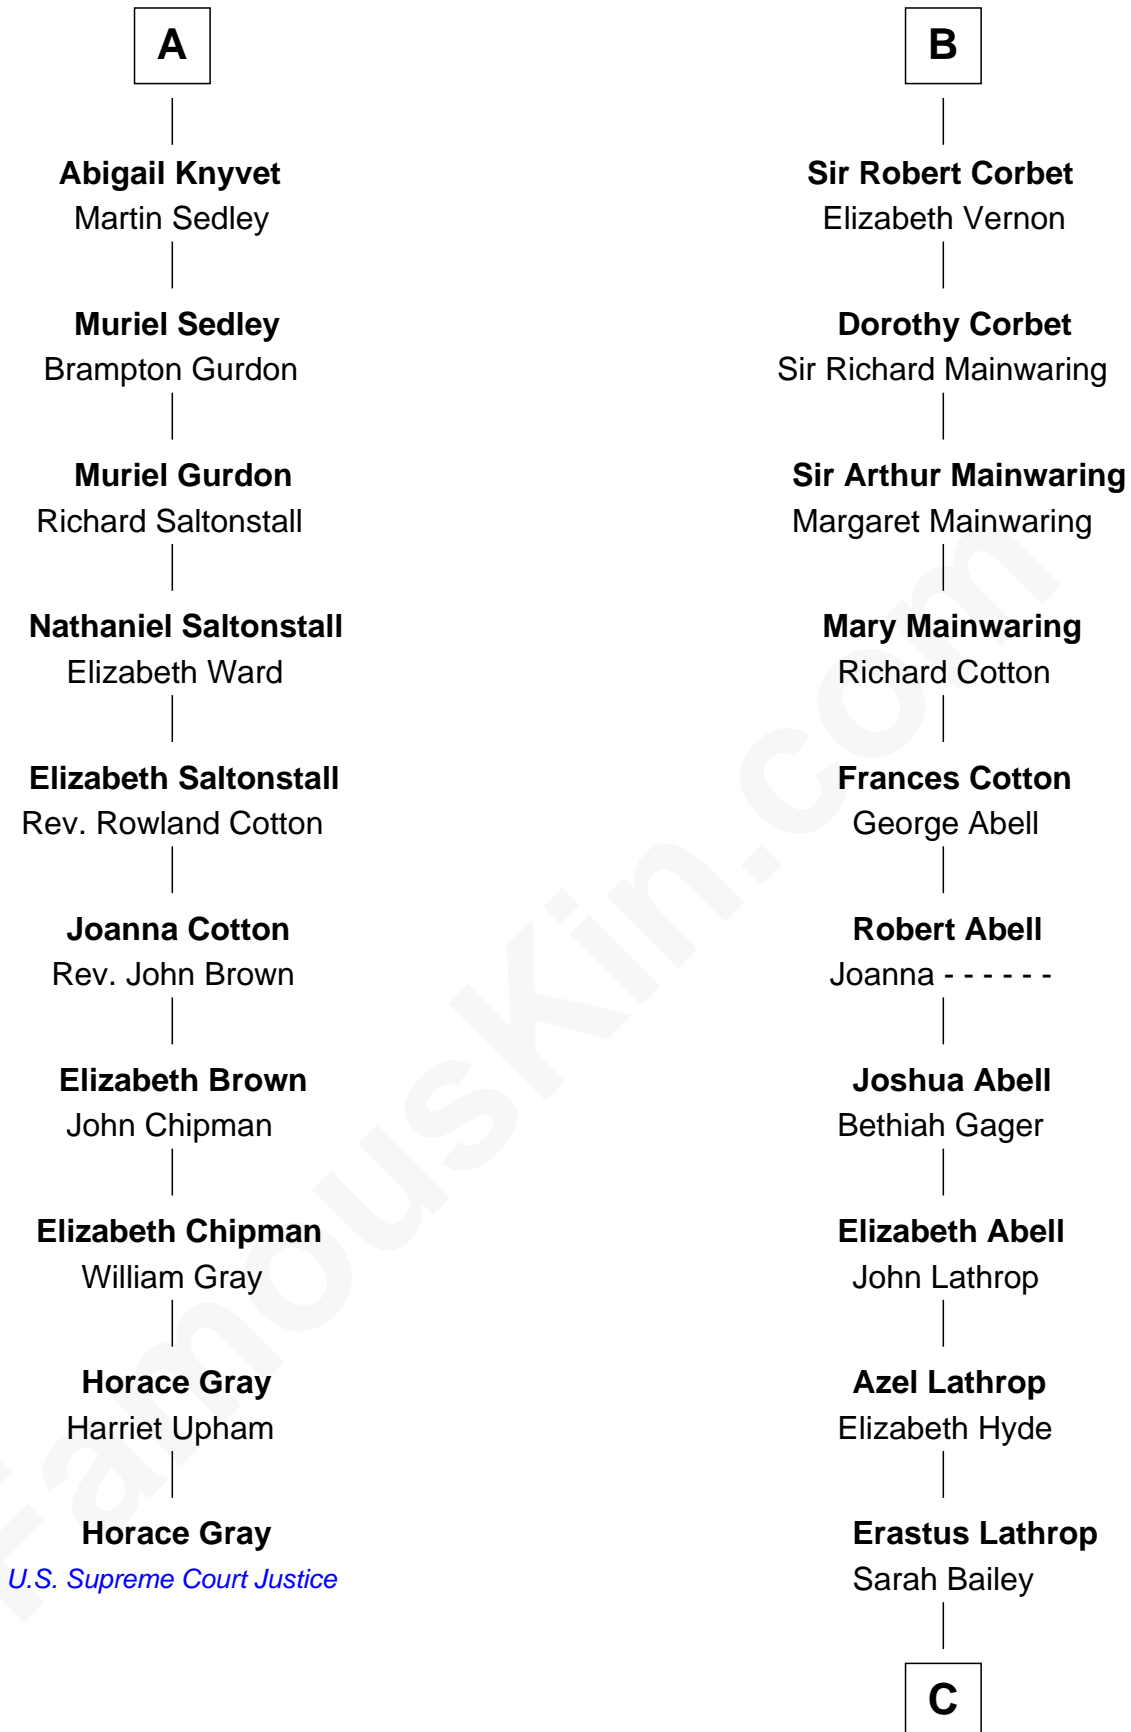 A
Abigail Knyvet
Martin Sedley
Muriel Sedley
Brampton Gurdon
Muriel Gurdon
Richard Saltonstall
Nathaniel Saltonstall
Elizabeth Ward
Elizabeth Saltonstall
Rev. Rowland Cotton
Joanna Cotton
Rev. John Brown
Elizabeth Brown
John Chipman
Elizabeth Chipman
William Gray
Horace Gray
Harriet Upham
Horace Gray
U.S. Supreme Court Justice
B
Sir Robert Corbet
Elizabeth Vernon
Dorothy Corbet
Sir Richard Mainwaring
Sir Arthur Mainwaring
Margaret Mainwaring
Mary Mainwaring
Richard Cotton
Frances Cotton
George Abell
Robert Abell
Joanna - - - - - -
Joshua Abell
Bethiah Gager
Elizabeth Abell
John Lathrop
Azel Lathrop
Elizabeth Hyde
Erastus Lathrop
Sarah Bailey
C
FamousKin.com